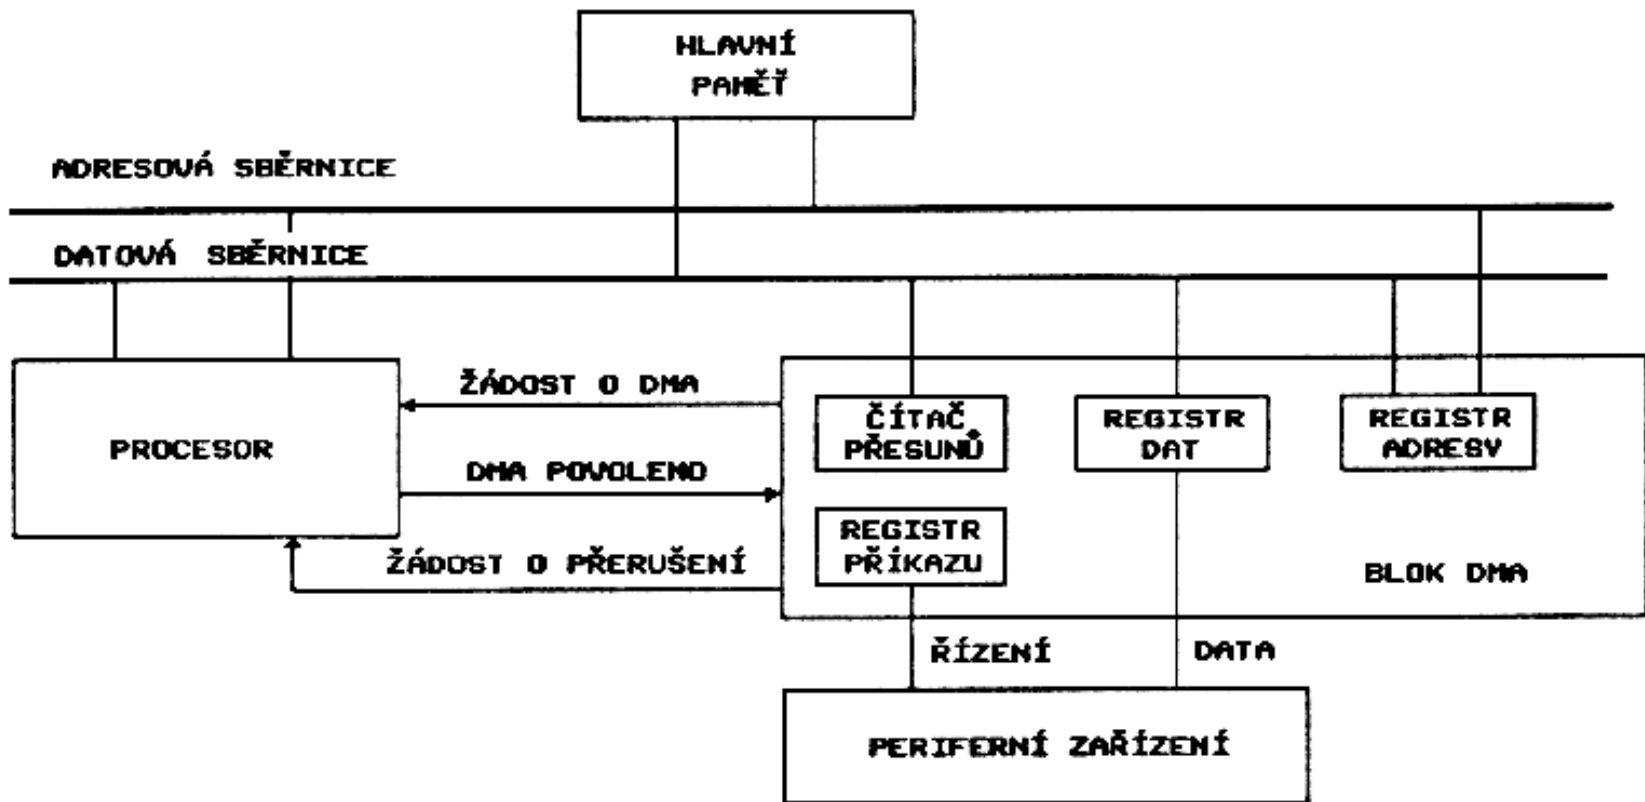 HLAVNÍ
PAMĚŤ
ADRESOVÁ SBĚRNICE
DATOVÁ SBĚRNICE
PROCESOR
ŽÁDOST O DMA
DMA POVOLENO
ŽÁDOST O PŘERUŠENÍ
ČÍTAČ
PŘESUNŮ
REGISTR
DAT
REGISTR
ADRESY
REGISTR
PŘÍKAZU
BLOK DMA
ŘÍZENÍ
DATA
PERIFERNÍ ZAŘÍZENÍ